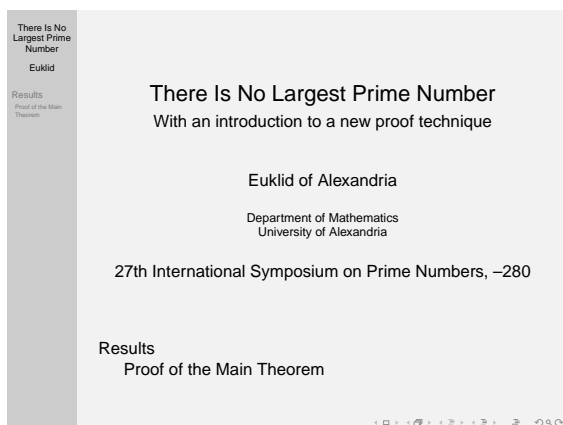 There Is No
Largest Prime
Number
Euklid
Results
Proof of the Main
Theorem
There Is No Largest Prime Number
With an introduction to a new proof technique
Euklid of Alexandria
Department of Mathematics
University of Alexandria
27th International Symposium on Prime Numbers, –280
Results
Proof of the Main Theorem